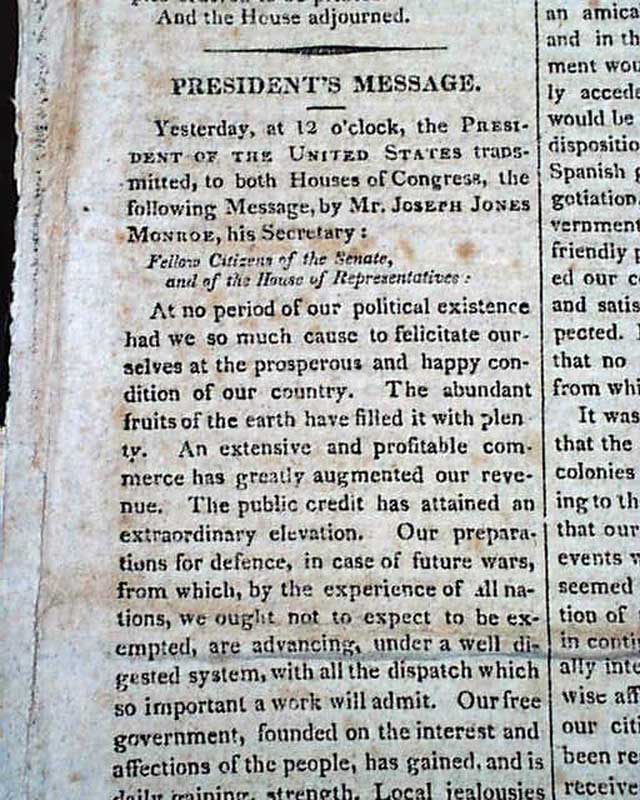 And the House adjourned.
PRESIDENT'S MESSAGE.
Yesterday, at 12 o'clock, the PRESI-
DENT OF THE UNITED STATES trans-
mitted, to both Houses of Congress, the
following Message, by Mr. JOSEPH JONES
MONROE, his Secretary:
Fellow Citizens of the Senate,
and of the House of Representatives:
At no period of our political existence
had we so much cause to felicitate our-
selves at the prosperous and happy con-
dition of our country. The abundant
fruits of the earth have filled it with plen
ty. An extensive and profitable com-
merce has greatly augmented our reve-
nue. The public credit has attained an
extraordinary elevation. Our prepara-
tions for defence, in case of future wars,
from which, by the experience of all na-
tions, we ought not to expect to be ex-
empted, are advancing, under a well di-
gested system, with all the dispatch which
so important a work will admit. Our free
government, founded on the interest and
affections of the people, has gained, and is
daily gaining, strength. Local jealousies
an amica
and in th
ment wou
ly accede
would be
dispositio
Spanish g
gotiation
vernment
friendly p
ed our c
and satis
pected.
that no
from whi
It was
that the
colonies
ing to th
that our
events w
seemed
tion of
in conti
ally inte
wise aff
our citi
been re
receive